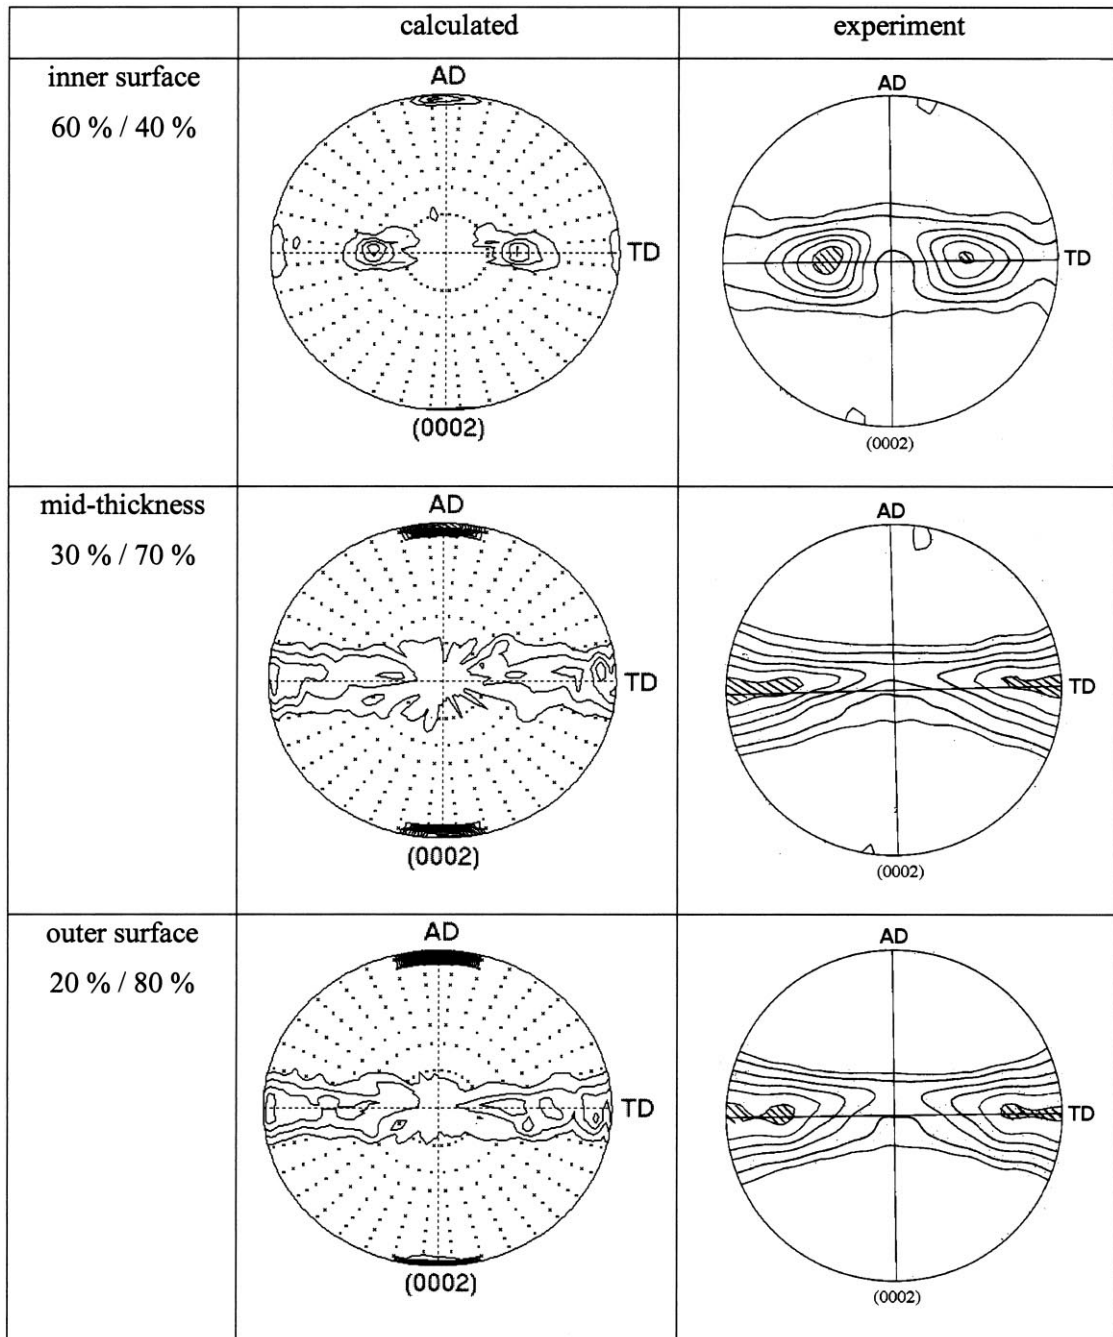 calculated
experiment
inner surface
60 % / 40 %
AD
TD
(0002)
AD
TD
(0002)
mid-thickness
30 % / 70 %
AD
TD
(0002)
AD
TD
(0002)
outer surface
20 % / 80 %
AD
TD
(0002)
AD
TD
(0002)